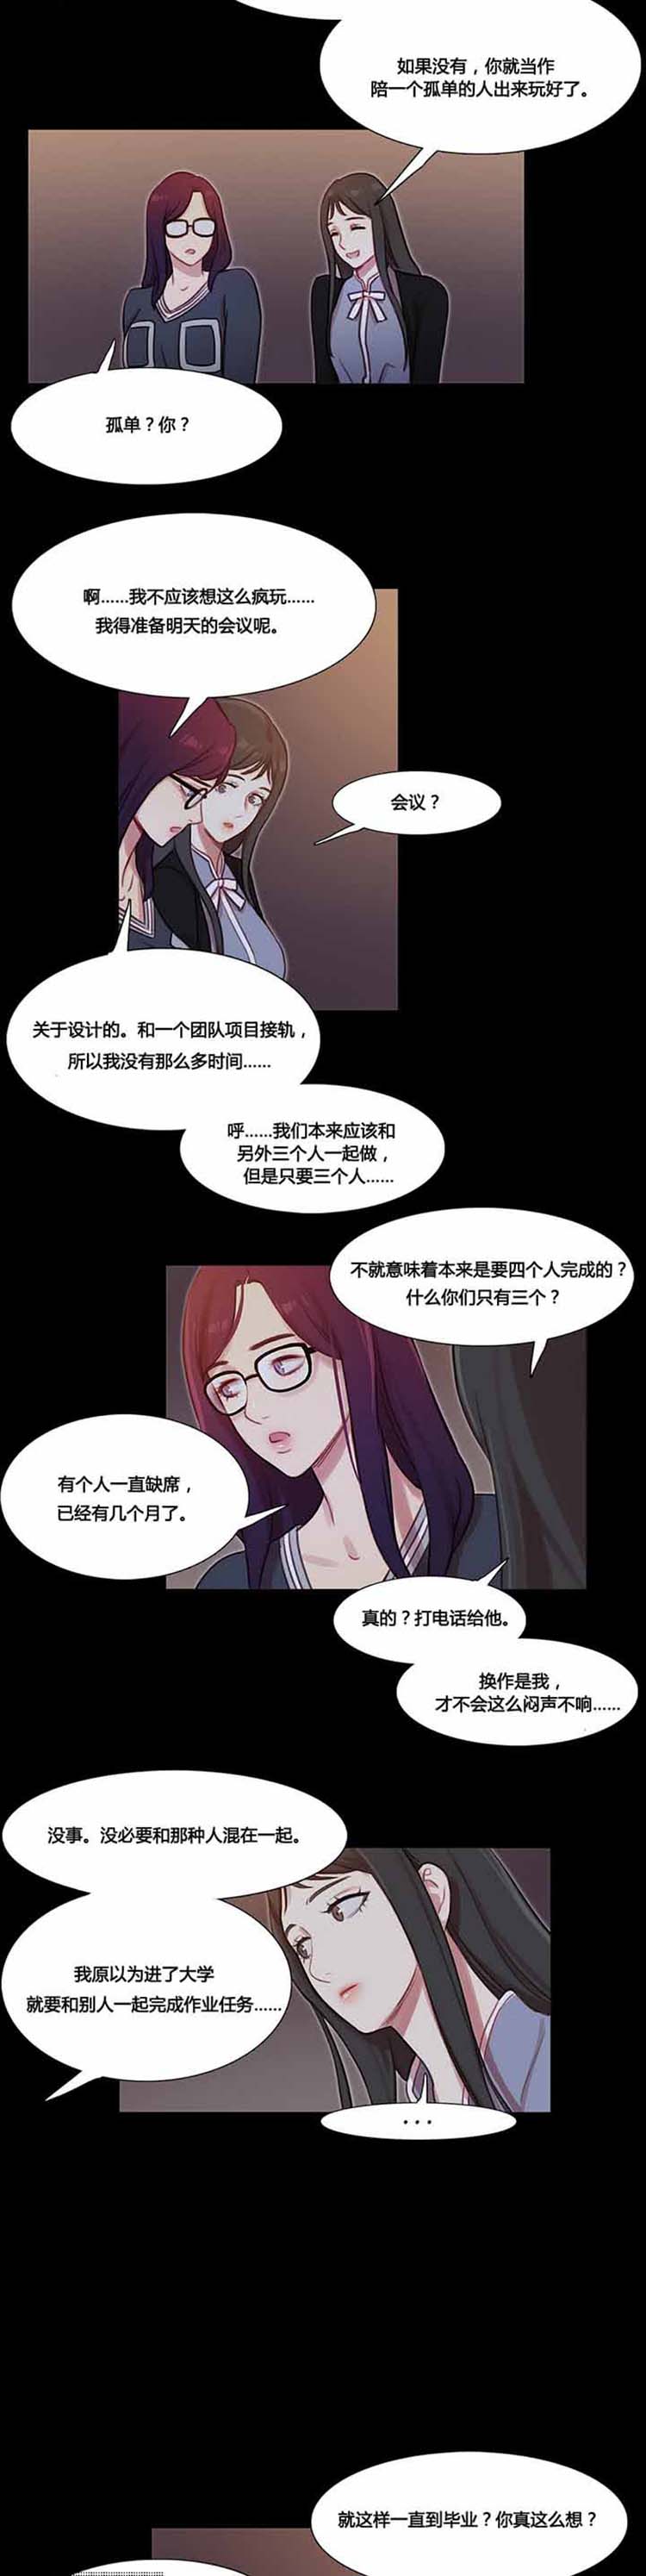 如果没有，你就当作
陪一个孤单的人出来玩好了。
孤单？你？
啊……我不应该想这么疯玩……
我得准备明天的会议呢。
会议？
关于设计的。和一个团队项目接轨，
所以我没有那么多时间……
呼……我们本来应该和
另外三个人一起做，
但是只要三个人……
不就意味着本来是要四个人完成的？
什么你们只有三个？
有个人一直缺席，
已经有几个月了。
真的？打电话给他。
换作是我，
才不会这么闷声不响……
没事。没必要和那种人混在一起。
我原以为进了大学
就要和别人一起完成作业任务……
...
就这样一直到毕业？你真这么想？